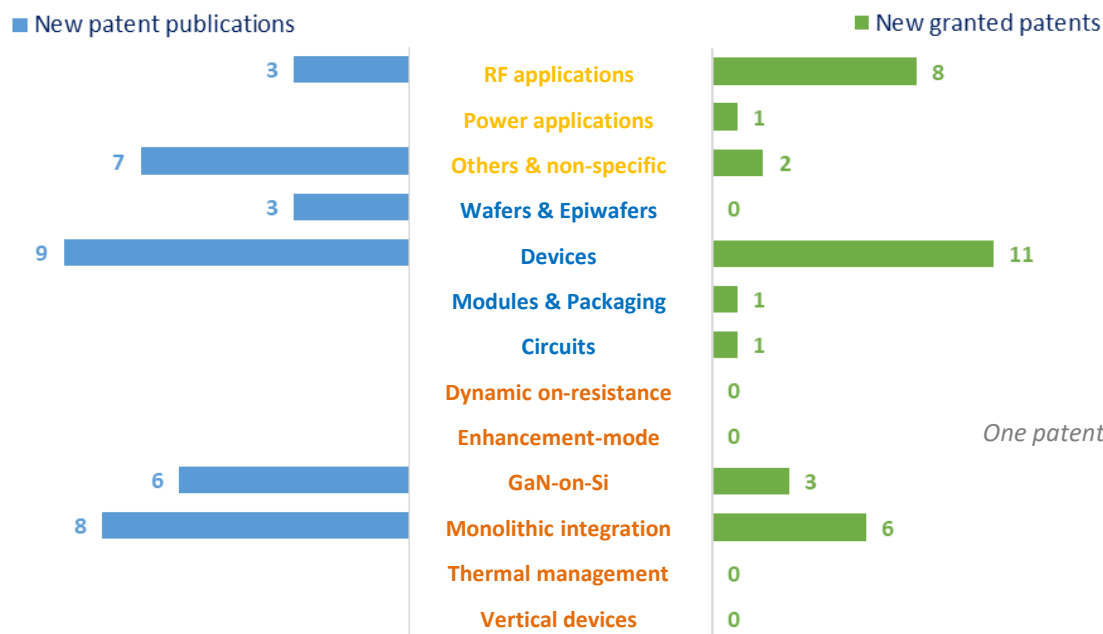 New patent publications
New granted patents
3 RF applications 8
Power applications 1
7 Others & non-specific 2
3 Wafers & Epiwafers 0
9 Devices 11
Modules & Packaging 1
Circuits 1
Dynamic on-resistance 0
Enhancement-mode 0
One patent
6 GaN-on-Si 3
8 Monolithic integration 6
Thermal management 0
Vertical devices 0